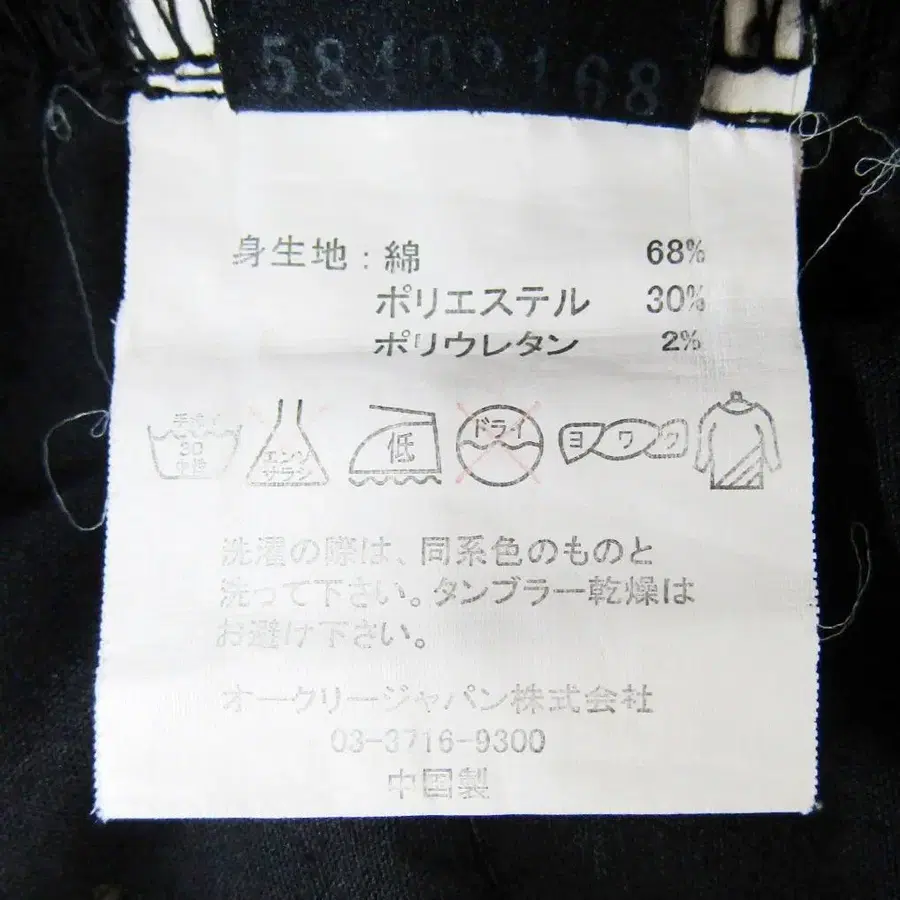 58402168
身生地:綿 68%
ポリエステル 30%
ポリウレタン 2%
手洗イ 30 中性 エンソ サラシ 低 ドライ ヨワク
洗濯の際は、同系色のものと
洗って下さい。タンブラー乾燥は
お避け下さい。
オークリージャパン株式会社
03-3716-9300
中国製